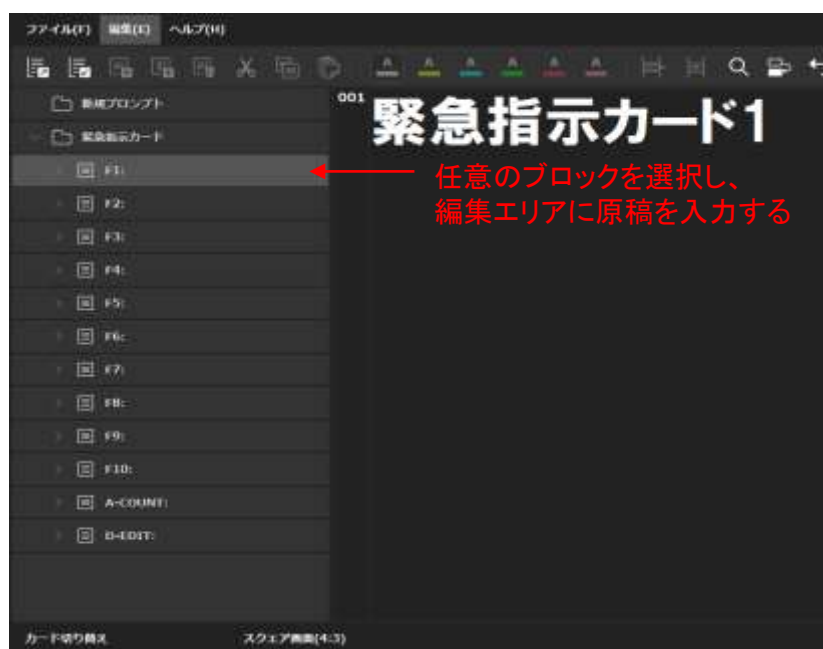 ファイル(F) 編集(E) ヘルプ(H)
新規プロンプト
緊急指示カード
F1:
F2:
F3:
F4:
F5:
F6:
F7:
F8:
F9:
F10:
A-COUNT:
D-EDIT:
001
緊急指示カード1
任意のブロックを選択し、
編集エリアに原稿を入力する
カード切り替え スクエア画面(4:3)